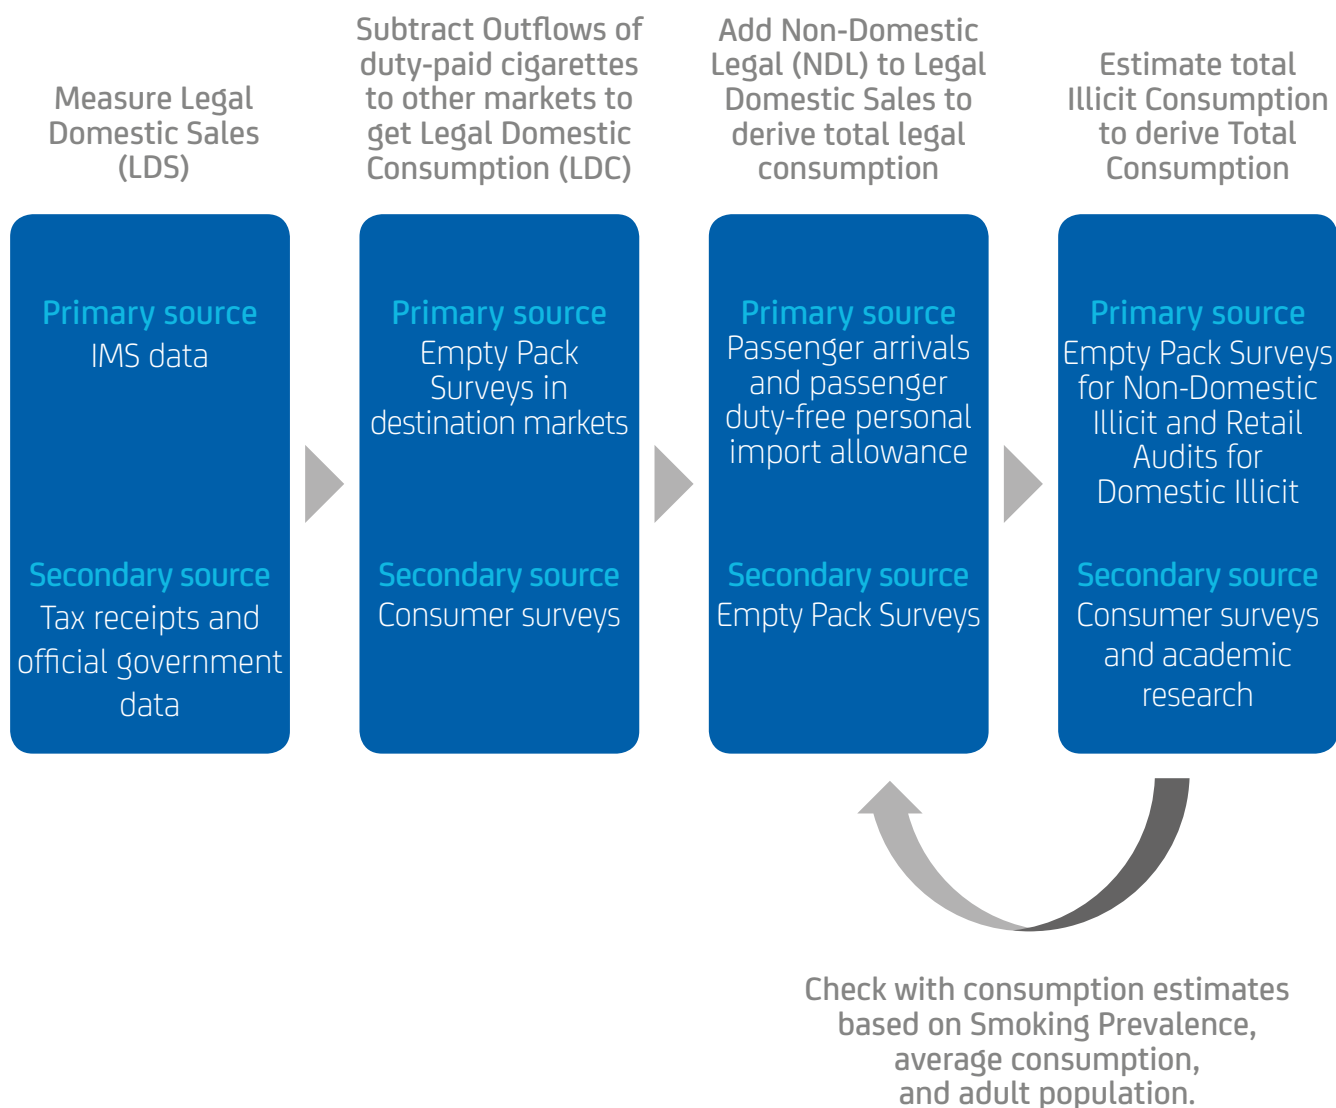 Measure Legal
Domestic Sales
(LDS)
Primary source
IMS data
Secondary source
Tax receipts and
official government
data
Subtract Outflows of
duty-paid cigarettes
to other markets to
get Legal Domestic
Consumption (LDC)
Primary source
Empty Pack
Surveys in
destination markets
Secondary source
Consumer surveys
Add Non-Domestic
Legal (NDL) to Legal
Domestic Sales to
derive total legal
consumption
Primary source
Passenger arrivals
and passenger
duty-free personal
import allowance
Secondary source
Empty Pack Surveys
Estimate total
Illicit Consumption
to derive Total
Consumption
Primary source
Empty Pack Surveys
for Non-Domestic
Illicit and Retail
Audits for
Domestic Illicit
Secondary source
Consumer surveys
and academic
research
Check with consumption estimates
based on Smoking Prevalence,
average consumption,
and adult population.